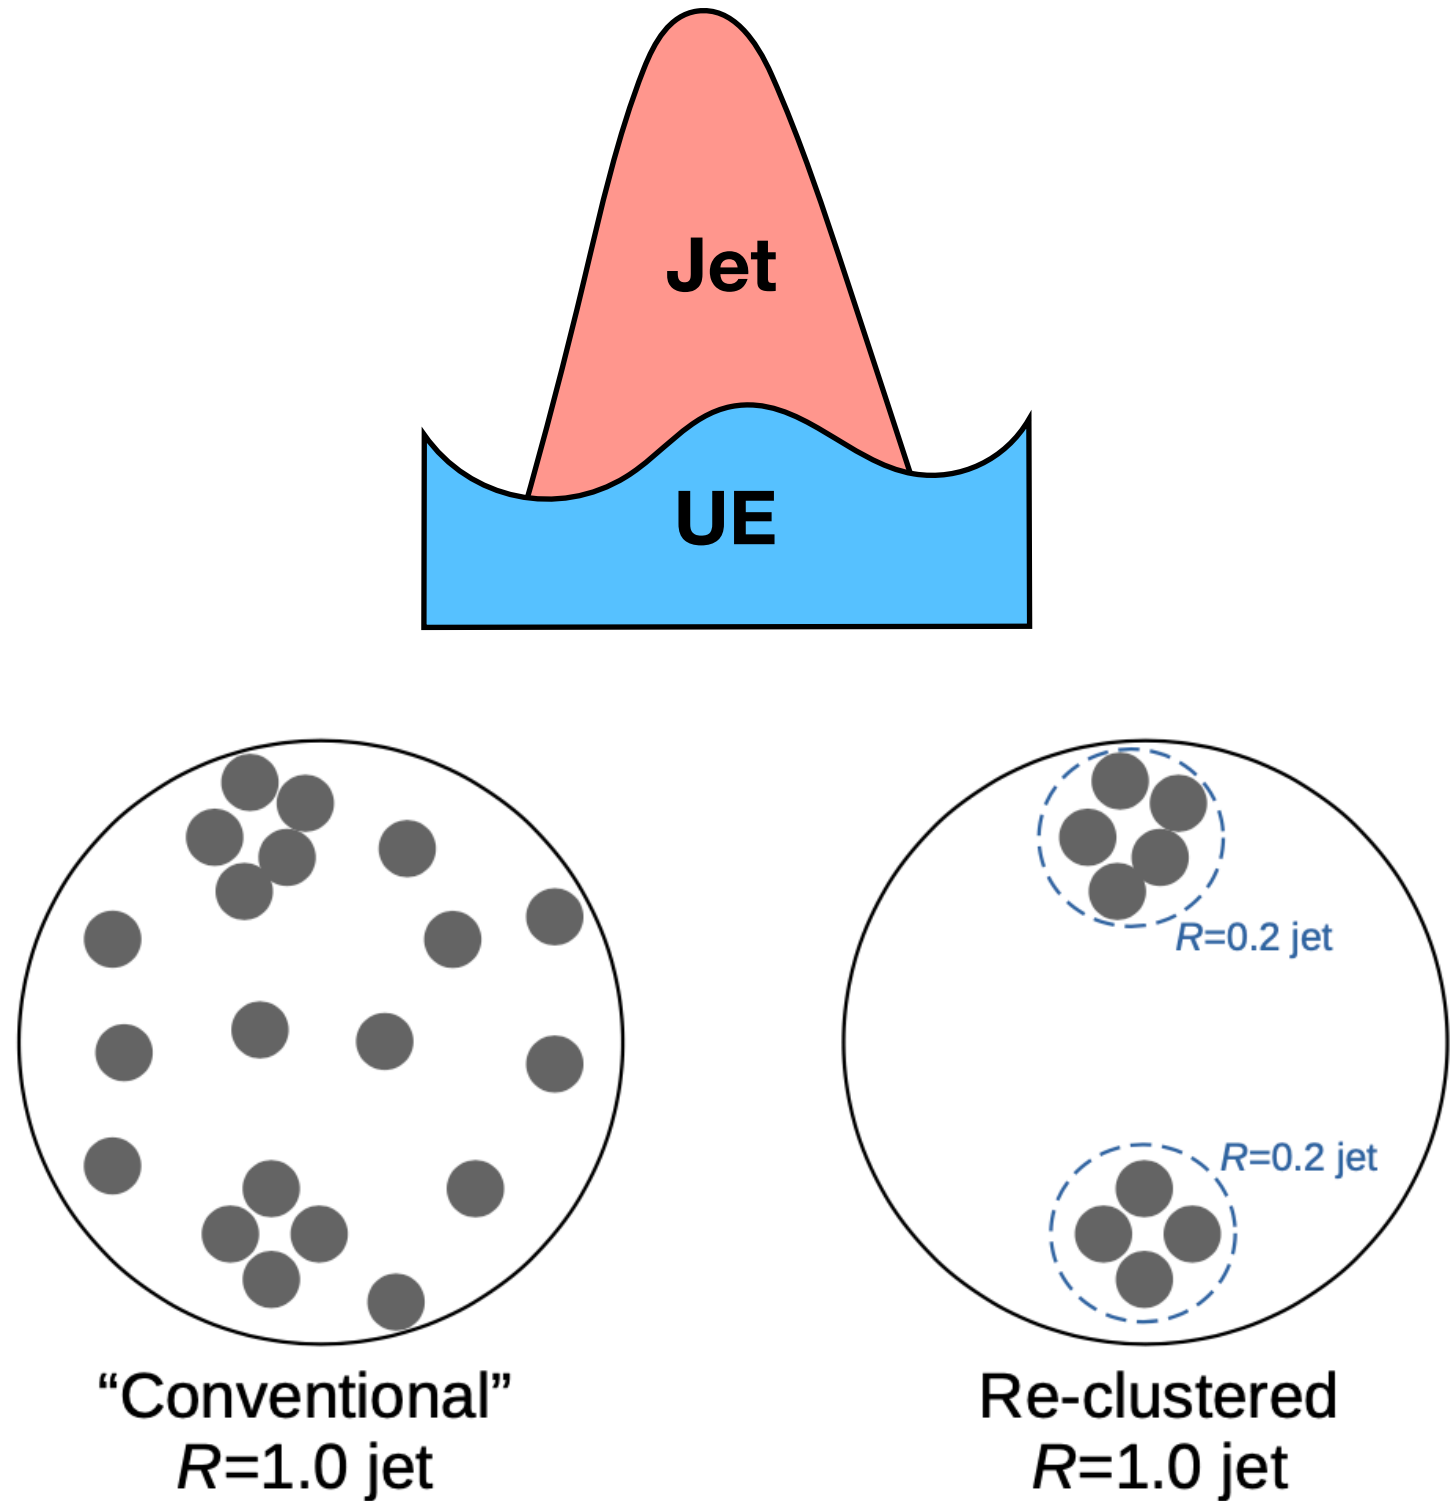 Jet
UE
R=0.2 jet
R=0.2 jet
“Conventional”
R=1.0 jet
Re-clustered
R=1.0 jet